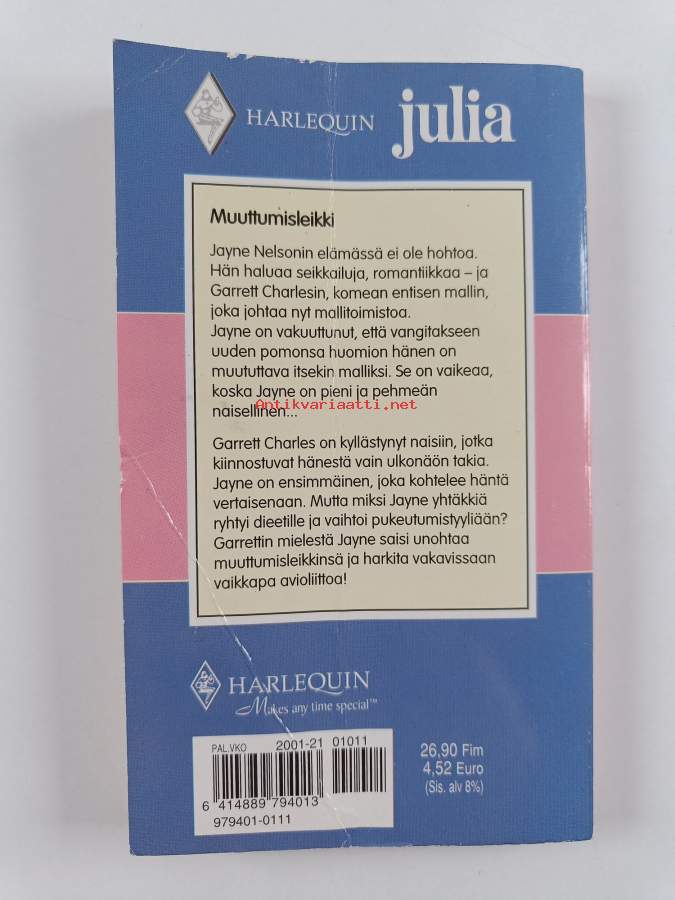 HARLEQUIN julia
Muuttumisleikki
Jayne Nelsonin elämässä ei ole hohtoa.
Hän haluaa seikkailuja, romantiikkaa – ja
Garrett Charlesin, komean entisen mallin,
joka johtaa nyt mallitoimistoa.
Jayne on vakuuttunut, että vangitakseen
uuden pomonsa huomion hänen on
muututtava itsekin malliksi. Se on vaikeaa,
koska Jayne on pieni ja pehmeän
Antikvariaatti.net
naisellinen...
Garrett Charles on kyllästynyt naisiin, jotka
kiinnostuvat hänestä vain ulkonäön takia.
Jayne on ensimmäinen, joka kohtelee häntä
vertaisenaan. Mutta miksi Jayne yhtäkkiä
ryhtyi dieetille ja vaihtoi pukeutumistyyliään?
Garrettin mielestä Jayne saisi unohtaa
muuttumisleikkinsä ja harkita vakavissaan
vaikkapa avioliittoa!
HARLEQUIN
Makes any time special™
PAL.VKO 2001-21 01011
6 414889 794013
979401-0111
26,90 Fim
4,52 Euro
(Sis. alv 8%)